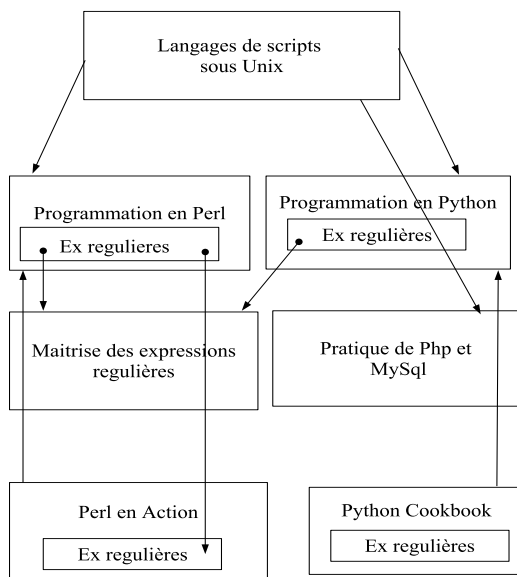 Langages de scripts
sous Unix
Programmation en Perl
Ex regulieres
Programmation en Python
Ex regulières
Maitrise des expressions
regulières
Pratique de Php et
MySql
Perl en Action
Ex regulières
Python Cookbook
Ex regulières